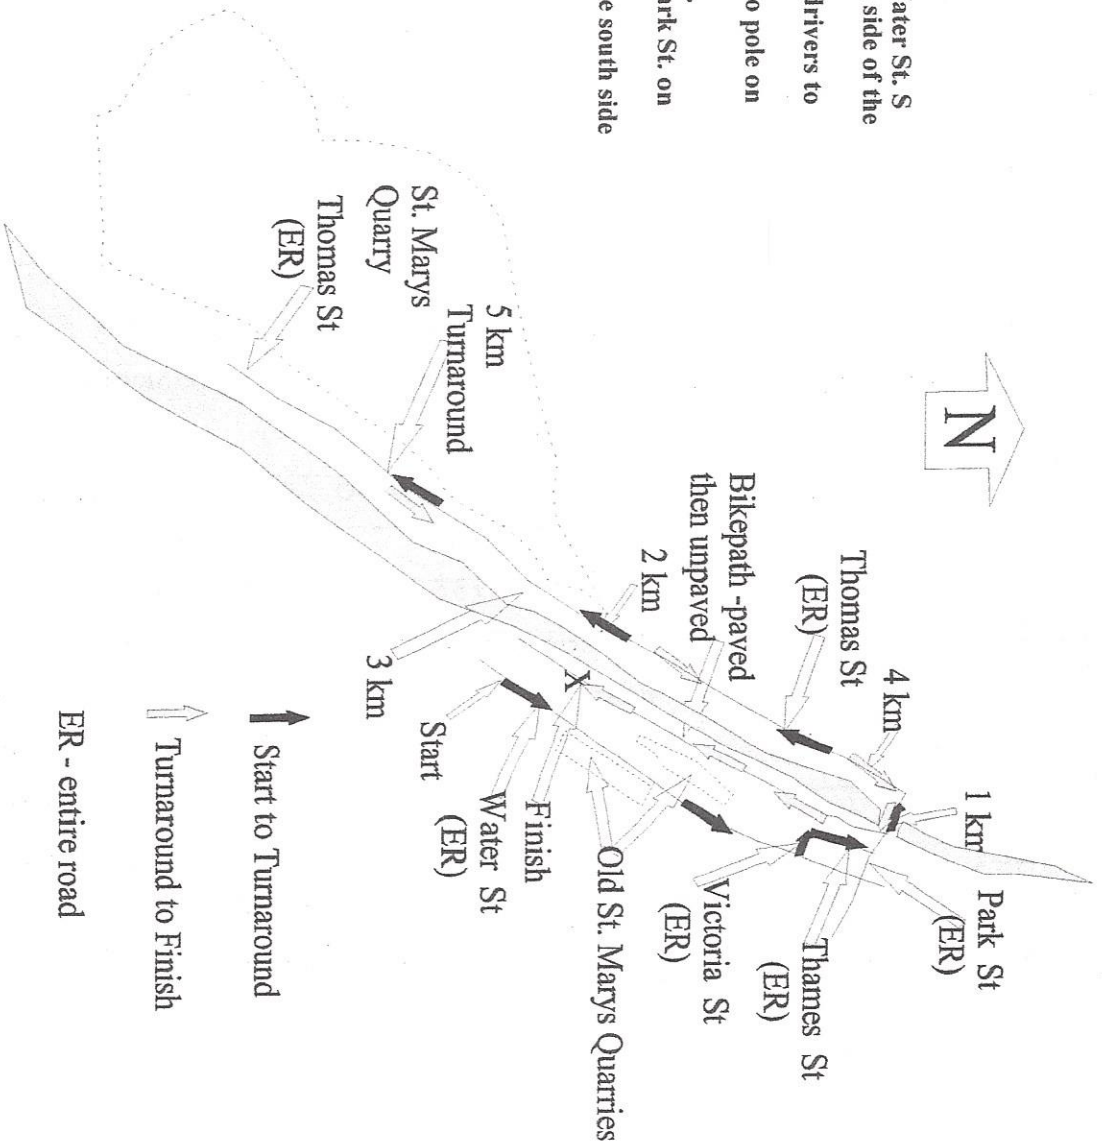 ater St. S
side of the
drivers to
o pole on
ark St. on
e south side
N
St. Marys
Quarry
Thomas St
(ER)
5 km
Turnaround
Bikepath -paved
then unpaved
2 km
Thomas St
(ER)
4 km
1 km
Park St
(ER)
Thames St
(ER)
Victoria St
(ER)
Old St. Marys Quarries
X
Finish
Water St
(ER)
Start
3 km
Start to Turnaround
Turnaround to Finish
ER - entire road